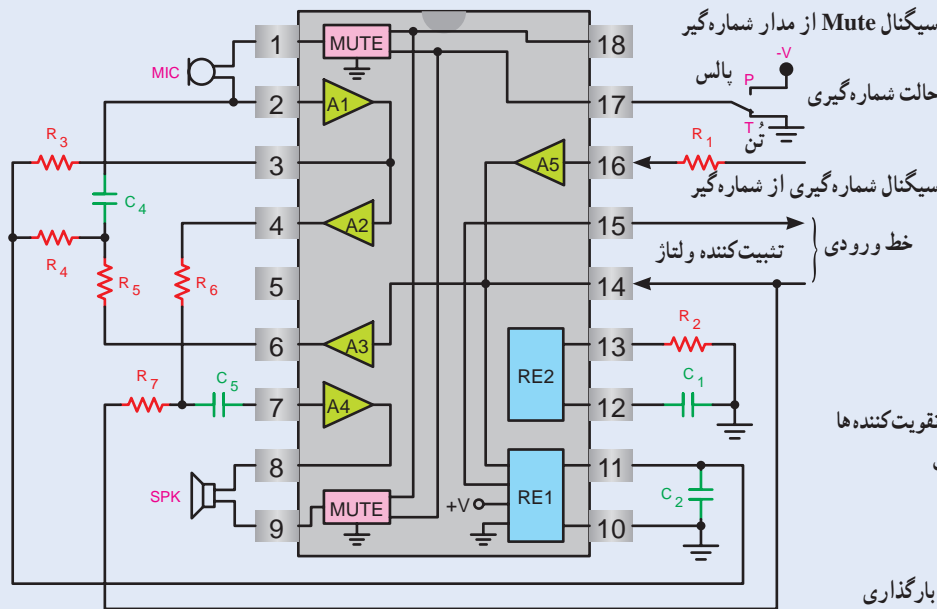 سیگنال Mute از مدار شماره‌گیر
-V
پالس
P
حالت شماره‌گیری
T
تُن
R1
سیگنال شماره‌گیری از شماره‌گیر
خط ورودی
تثبیت‌کننده ولتاژ
R2
C1
تقویت‌کننده‌ها
C2
بارگذاری
1
2
3
4
5
6
7
8
9
18
17
16
15
14
13
12
11
10
MUTE
A1
A5
A2
A3
A4
RE2
RE1
+V
MUTE
MIC
R3
C4
R4
R5
R6
R7
C5
SPK